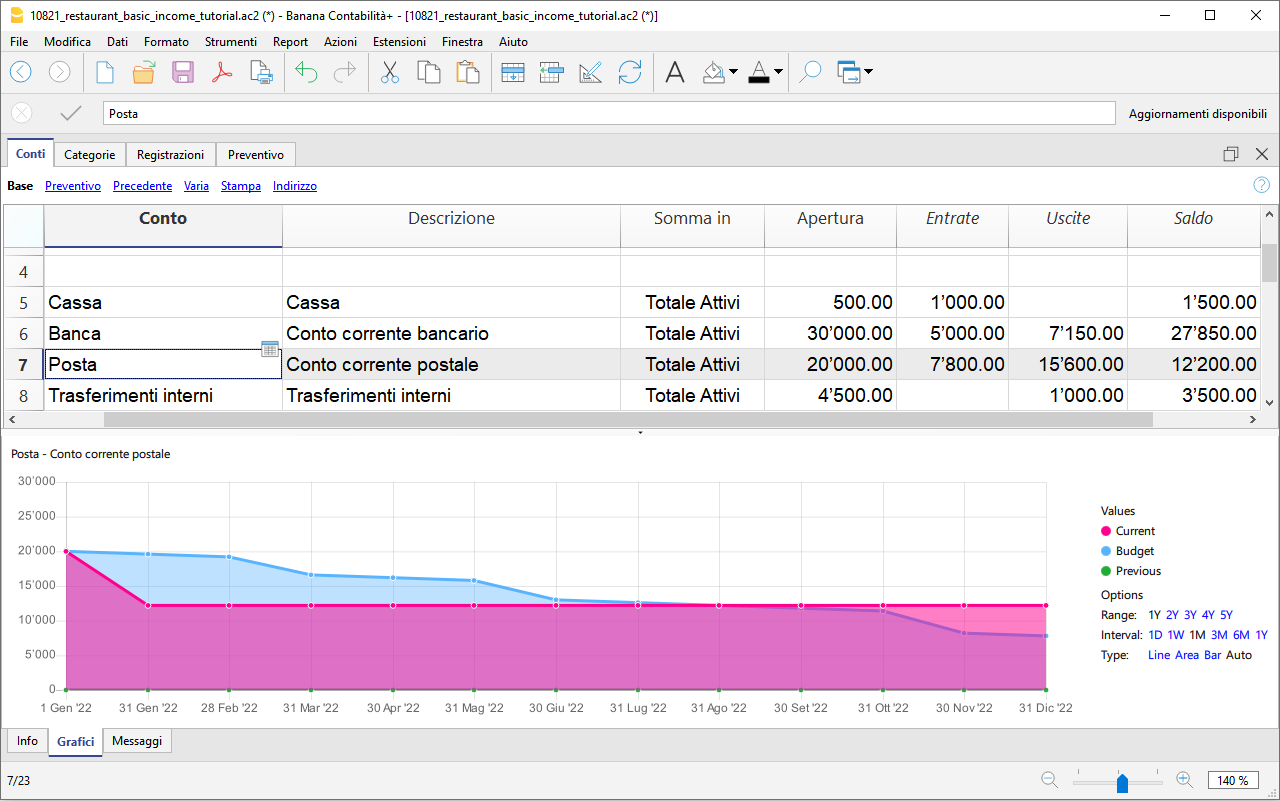 10821_restaurant_basic_income_tutorial.ac2 (*) - Banana Contabilità+ - [10821_restaurant_basic_income_tutorial.ac2 (*)]
File Modifica Dati Formato Strumenti Report Azioni Estensioni Finestra Aiuto
Posta Aggiornamenti disponibili
Conti Categorie Registrazioni Preventivo
Base Preventivo Precedente Varia Stampa Indirizzo
Conto Descrizione Somma in Apertura Entrate Uscite Saldo
4
5 Cassa Cassa Totale Attivi 500.00 1’000.00 1’500.00
6 Banca Conto corrente bancario Totale Attivi 30’000.00 5’000.00 7’150.00 27’850.00
7 Posta Conto corrente postale Totale Attivi 20’000.00 7’800.00 15’600.00 12’200.00
8 Trasferimenti interni Trasferimenti interni Totale Attivi 4’500.00 1’000.00 3’500.00
Posta - Conto corrente postale
30’000
25’000
20’000
15’000
10’000
5’000
0
1 Gen '22 31 Gen '22 28 Feb '22 31 Mar '22 30 Apr '22 31 Mag '22 30 Giu '22 31 Lug '22 31 Ago '22 30 Set '22 31 Ott '22 30 Nov '22 31 Dic '22
Values
Current
Budget
Previous
Options
Range: 1Y 2Y 3Y 4Y 5Y
Interval: 1D 1W 1M 3M 6M 1Y
Type: Line Area Bar Auto
Info Grafici Messaggi
7/23 140 %